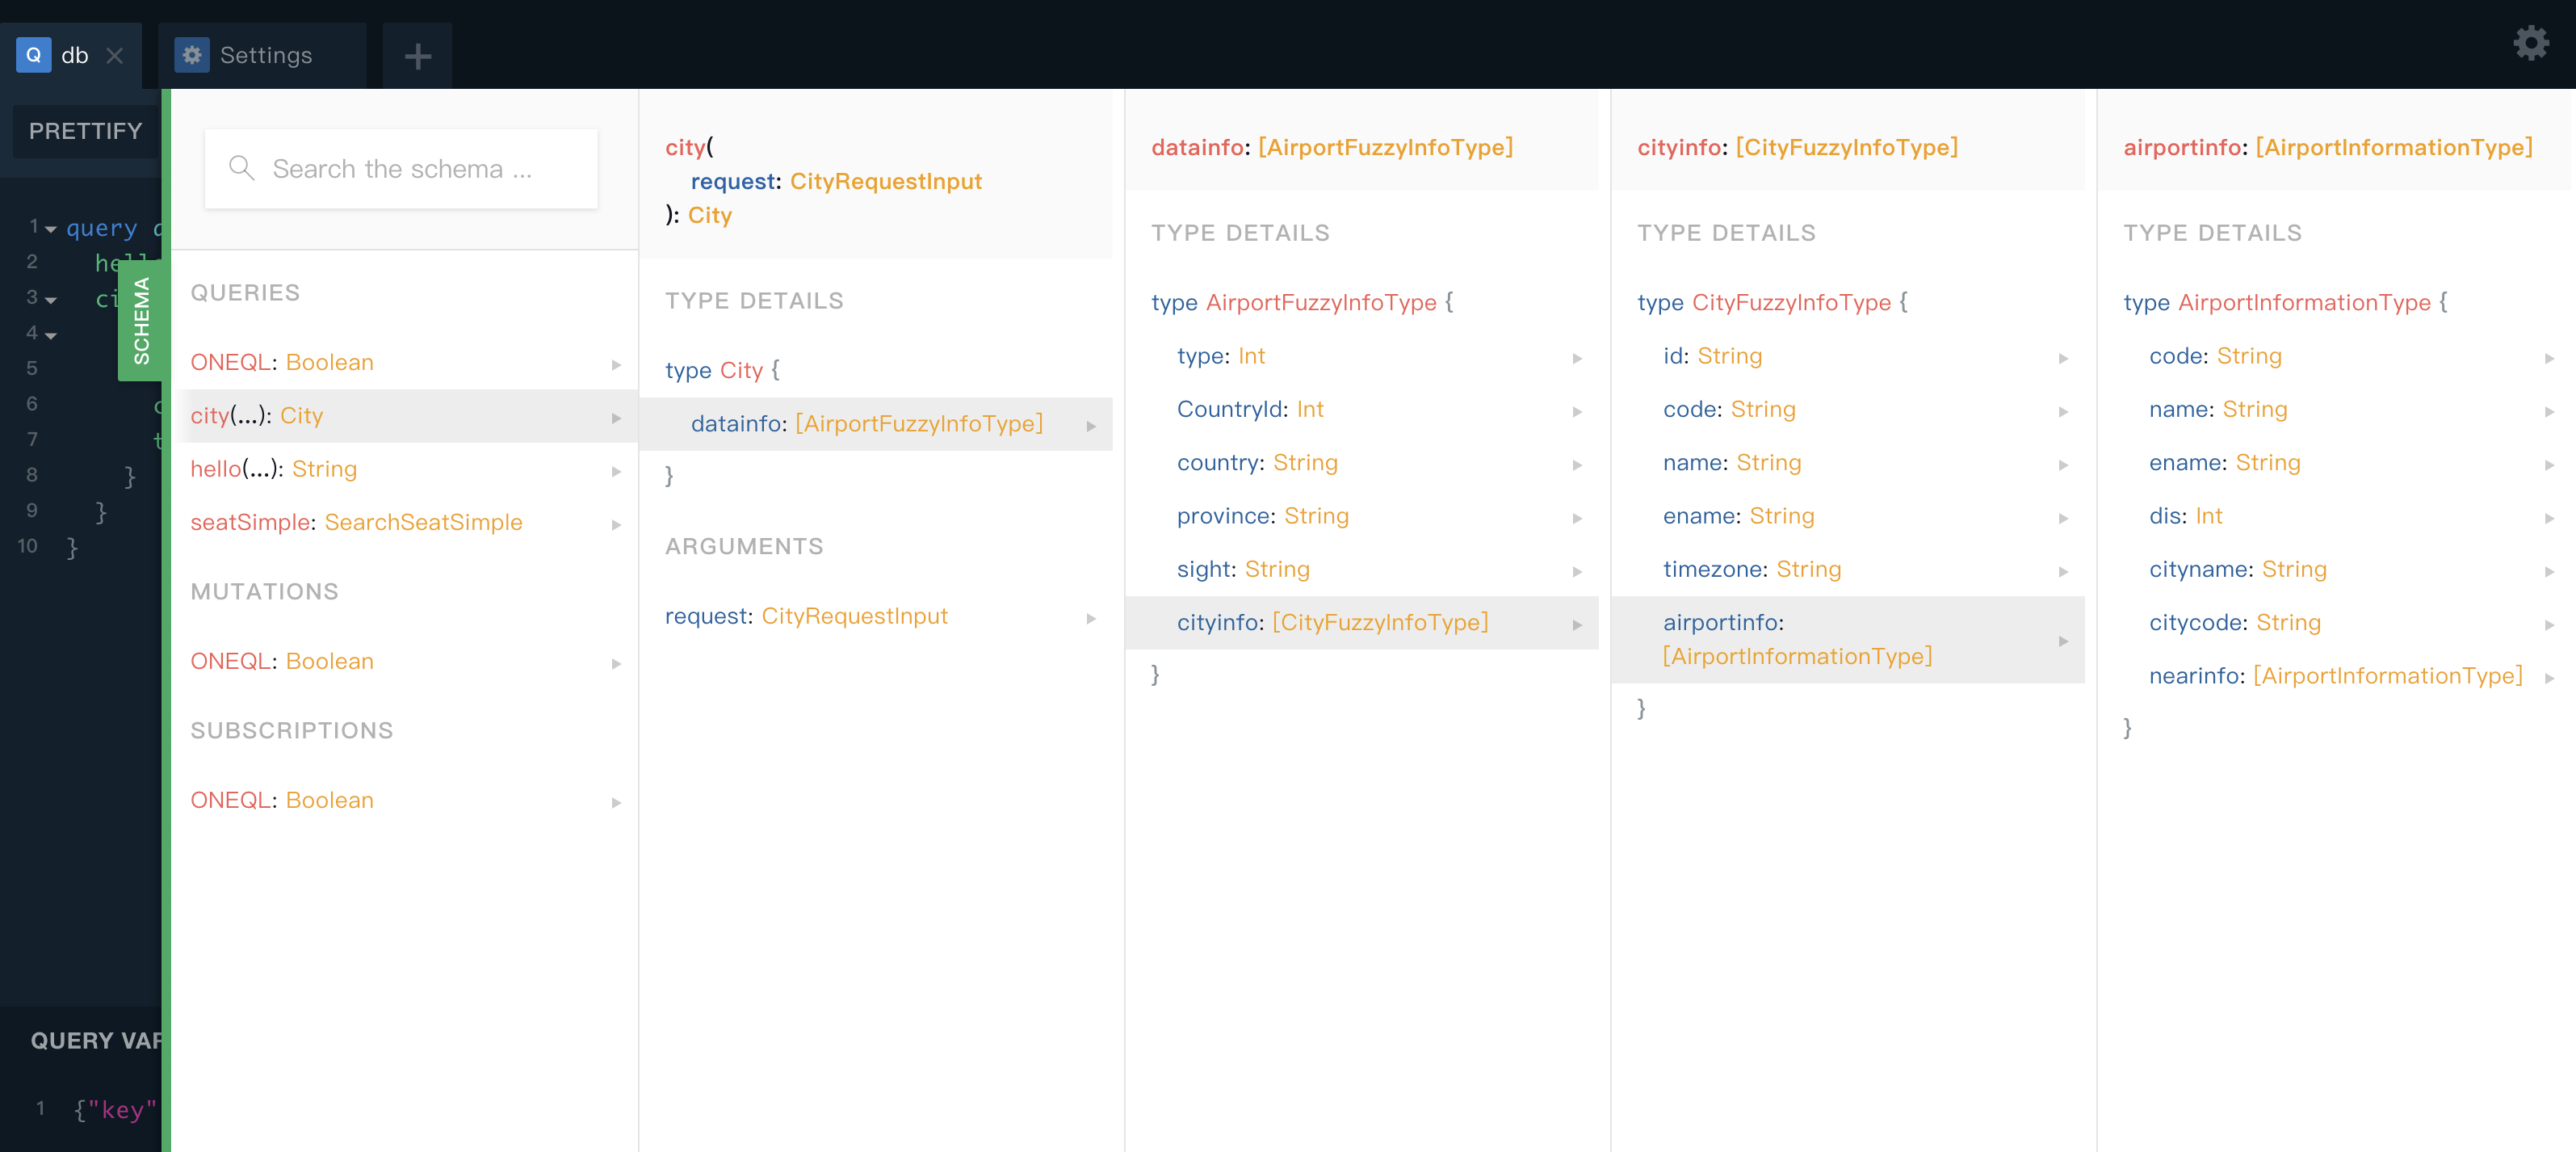 Q db
Settings
PRETTIFY
1 query
2
3
4
5
6
7
8 }
9 }
10 }
SCHEMA
QUERY VAR
1 {"key"
Search the schema ...
QUERIES
ONEQL: Boolean
city(...): City
hello(...): String
seatSimple: SearchSeatSimple
MUTATIONS
ONEQL: Boolean
SUBSCRIPTIONS
ONEQL: Boolean
city(
request: CityRequestInput
): City
TYPE DETAILS
type City {
datainfo: [AirportFuzzyInfoType]
}
ARGUMENTS
request: CityRequestInput
datainfo: [AirportFuzzyInfoType]
TYPE DETAILS
type AirportFuzzyInfoType {
type: Int
CountryId: Int
country: String
province: String
sight: String
cityinfo: [CityFuzzyInfoType]
}
cityinfo: [CityFuzzyInfoType]
TYPE DETAILS
type CityFuzzyInfoType {
id: String
code: String
name: String
ename: String
timezone: String
airportinfo:
[AirportInformationType]
}
airportinfo: [AirportInformationType]
TYPE DETAILS
type AirportInformationType {
code: String
name: String
ename: String
dis: Int
cityname: String
citycode: String
nearinfo: [AirportInformationType]
}